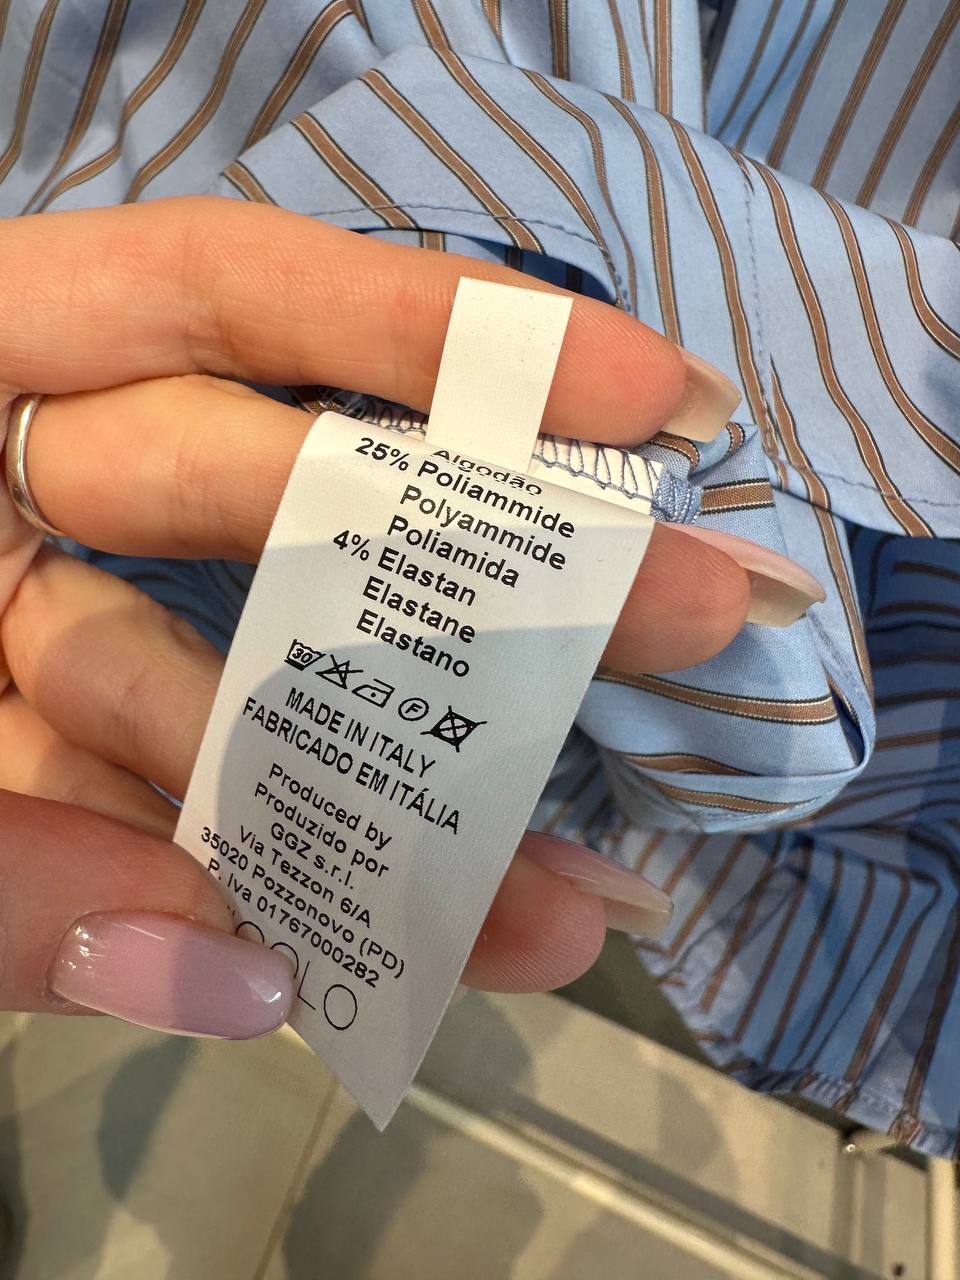 Algodão
25% Poliammide
Polyammide
Poliamida
4% Elastan
Elastane
Elastano
30
F
MADE IN ITALY
FABRICADO EM ITÁLIA
Produced by
Produzido por
GGZ s.r.l.
Via Tezzon 6/A
35020 Pozzonovo (PD)
P. Iva 01767000282